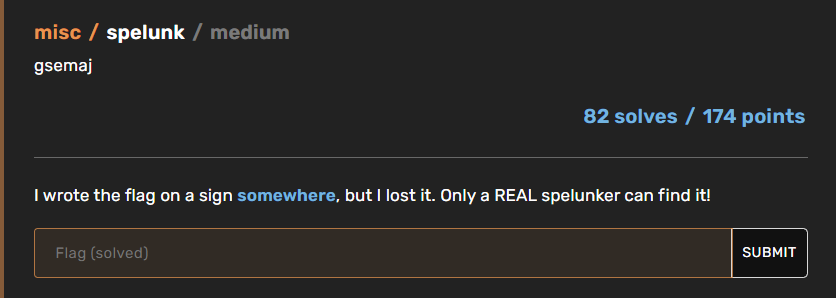 misc / spelunk / medium
gsemaj
82 solves / 174 points
I wrote the flag on a sign somewhere, but I lost it. Only a REAL spelunker can find it!
Flag (solved)
SUBMIT